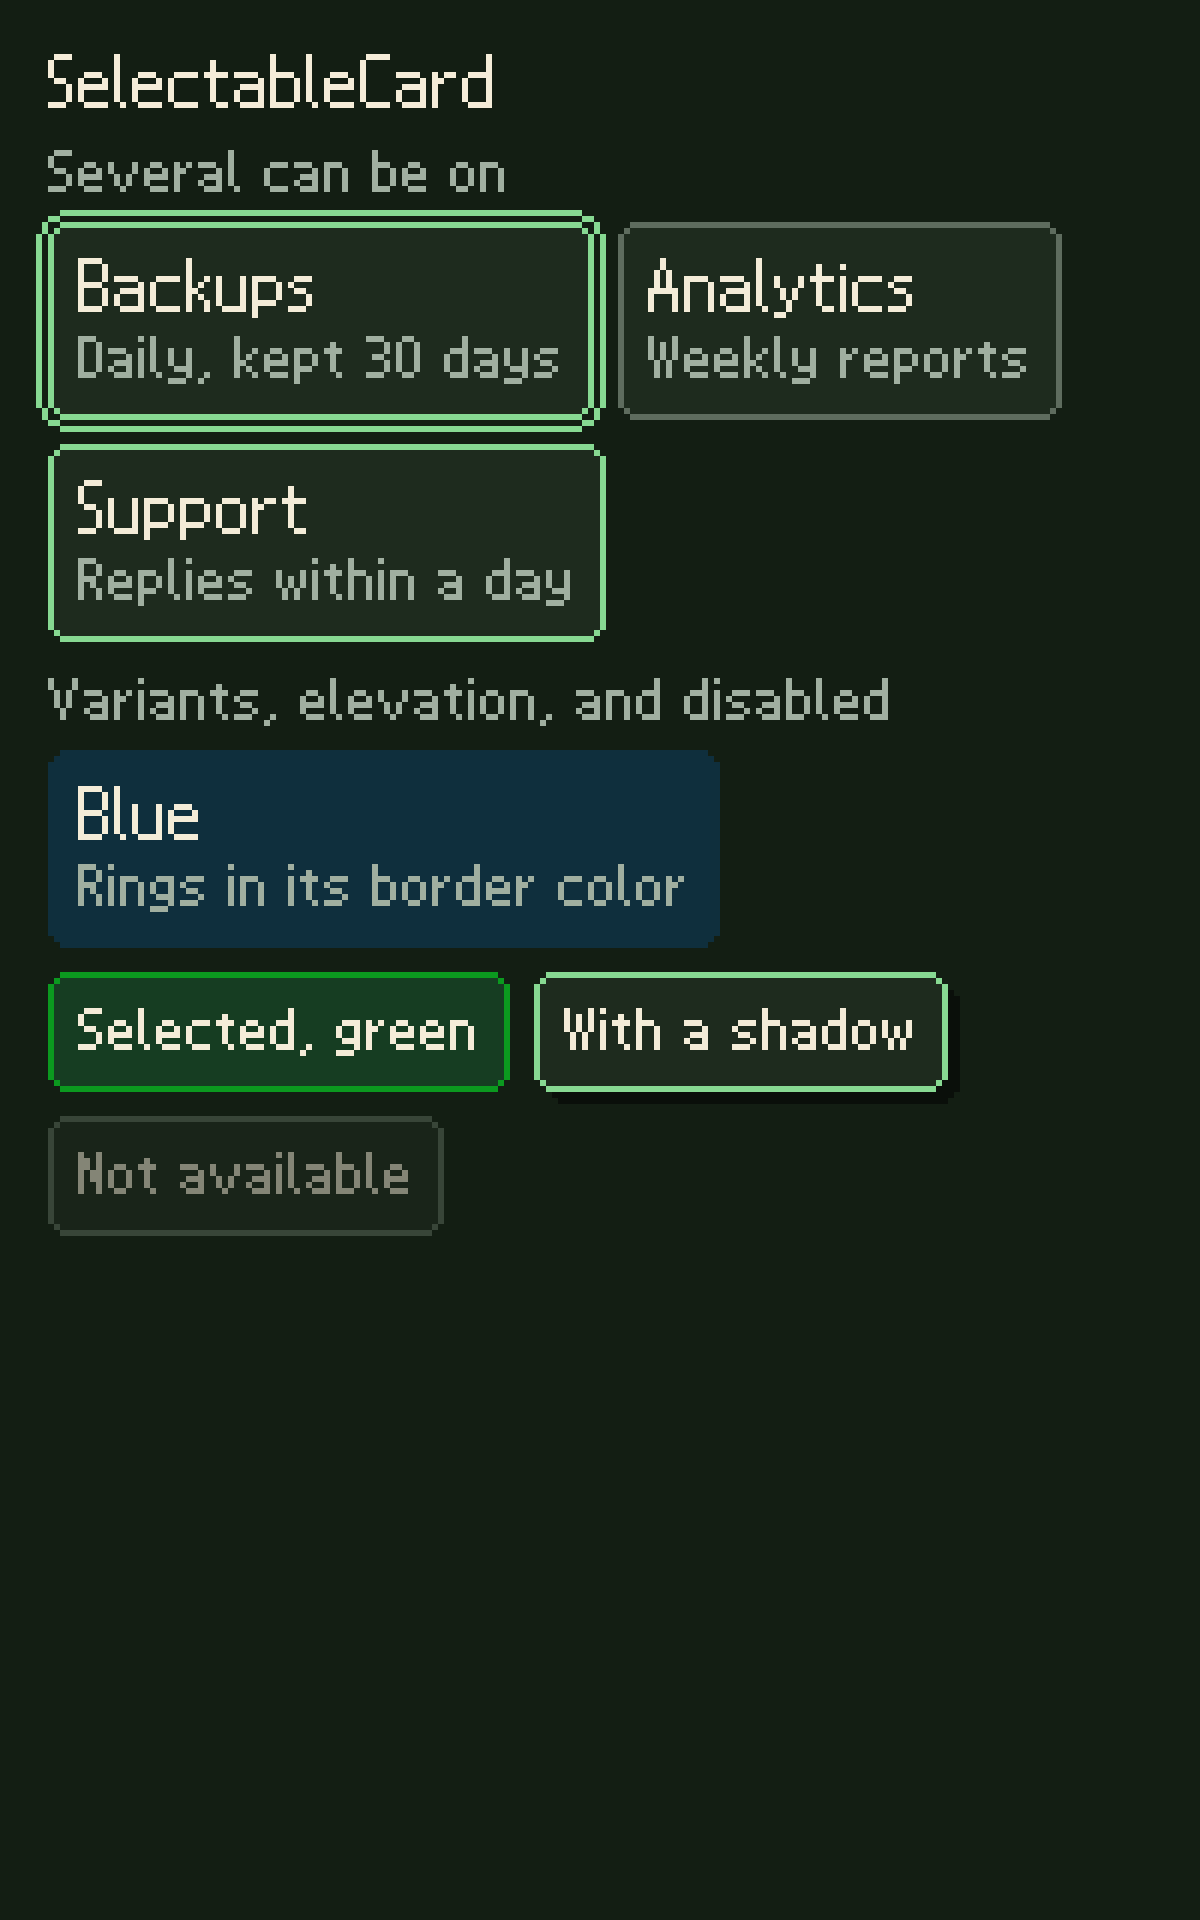 SelectableCard
Several can be on
Backups
Daily, kept 30 days
Analytics
Weekly reports
Support
Replies within a day
Variants, elevation, and disabled
Blue
Rings in its border color
Selected, green
With a shadow
Not available